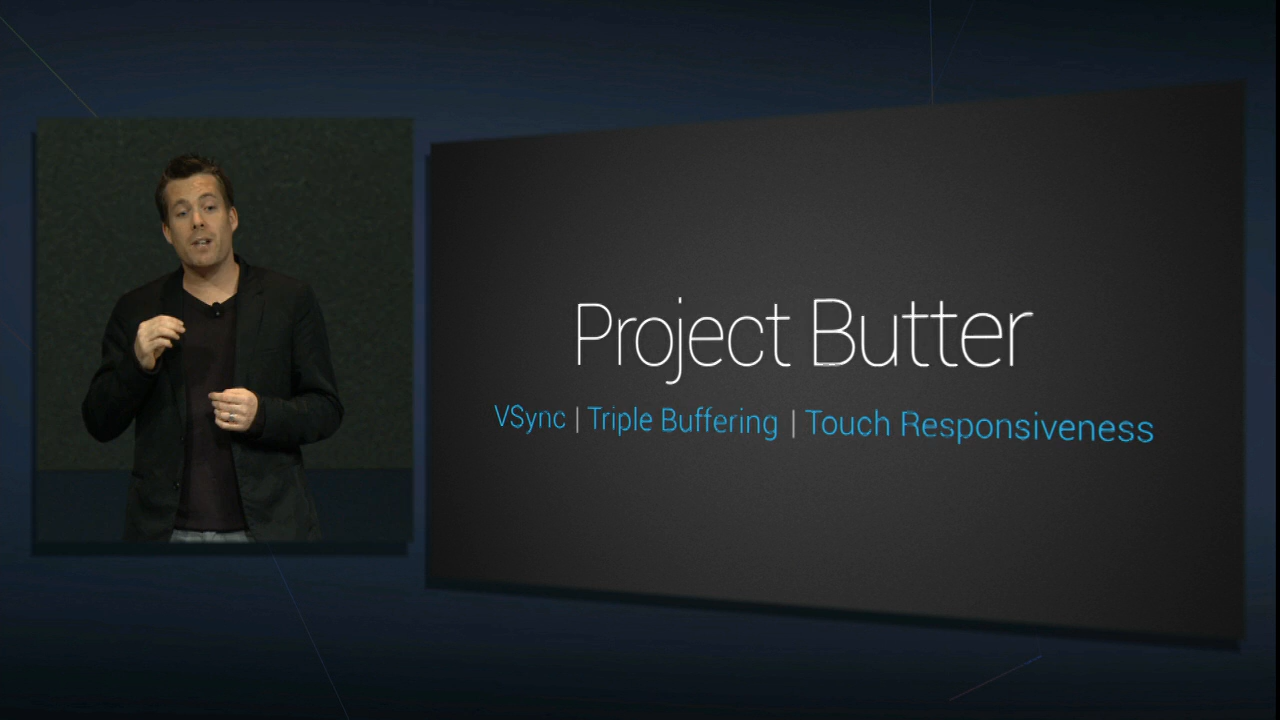 Project Butter
VSync | Triple Buffering | Touch Responsiveness